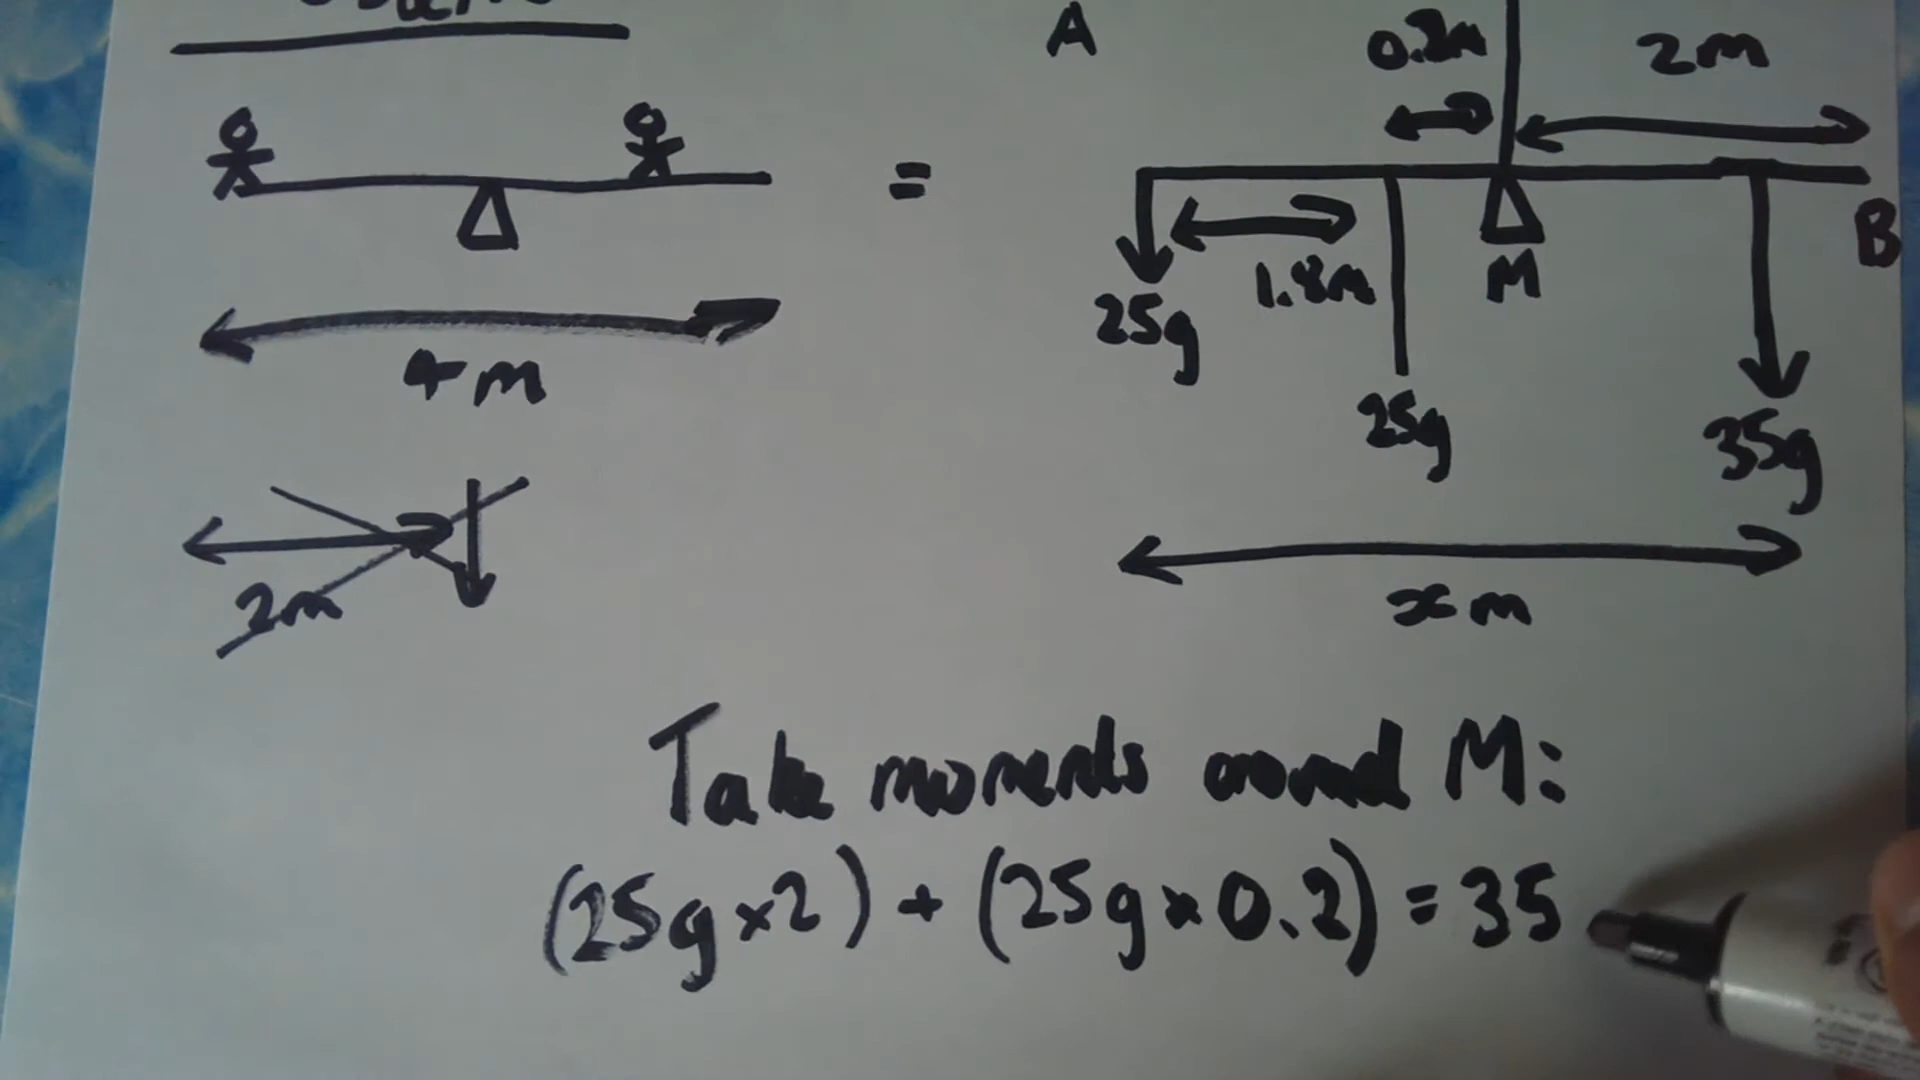 A
0.2m
2m
=
B
M
1.8m
25g
4m
25g
35g
2m
x m
Take moments around M:
(25g×2) + (25g×0.2) = 35